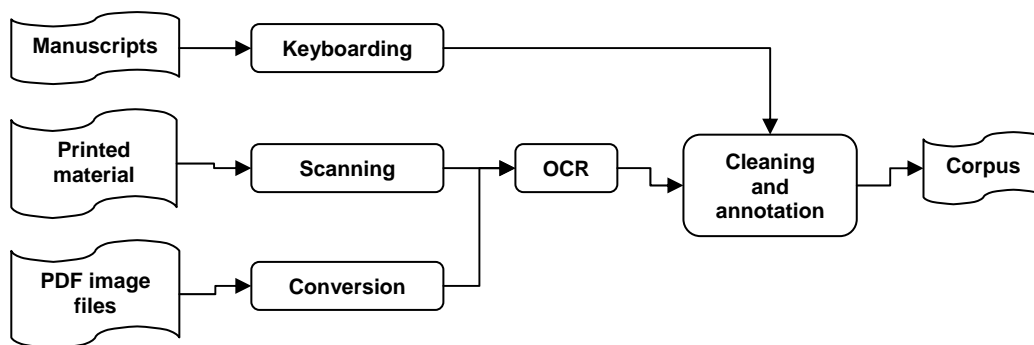 Manuscripts
Keyboarding
Printed
material
Scanning
OCR
Cleaning
and
annotation
Corpus
PDF image
files
Conversion